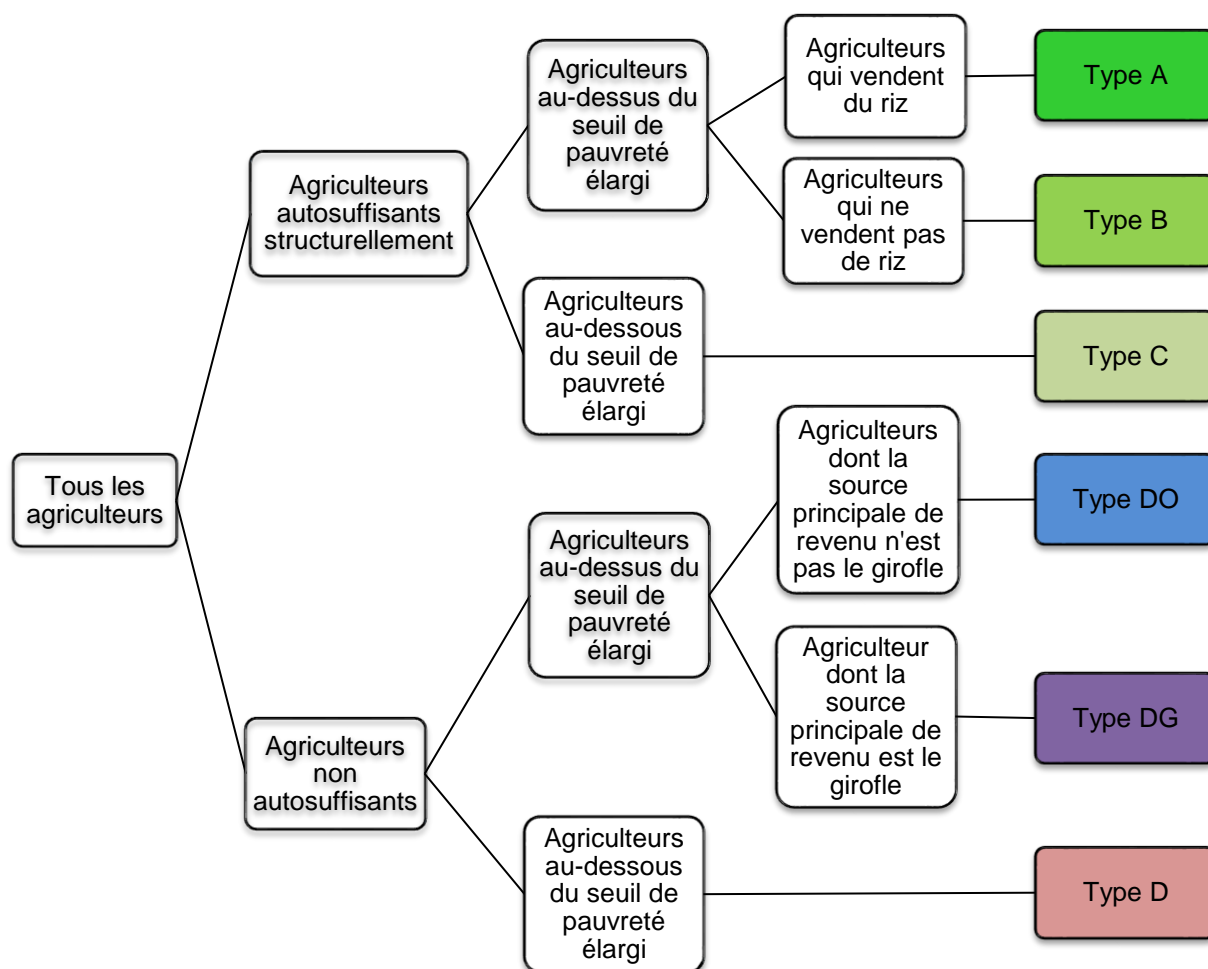 Tous les
agriculteurs
Agriculteurs
autosuffisants
structurellement
Agriculteurs
au-dessus du
seuil de
pauvreté
élargi
Agriculteurs
qui vendent
du riz
Type A
Agriculteurs
qui ne
vendent pas
de riz
Type B
Agriculteurs
au-dessous
du seuil de
pauvreté
élargi
Type C
Agriculteurs
non
autosuffisants
Agriculteurs
au-dessus du
seuil de
pauvreté
élargi
Agriculteurs
dont la
source
principale de
revenu n'est
pas le girofle
Type DO
Agriculteur
dont la
source
principale de
revenu est le
girofle
Type DG
Agriculteurs
au-dessous
du seuil de
pauvreté
élargi
Type D